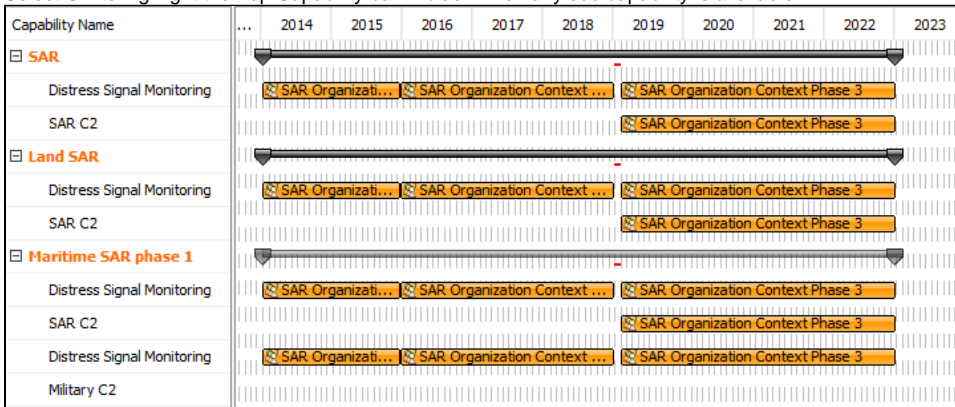 Capability Name ... 2014 2015 2016 2017 2018 2019 2020 2021 2022 2023
SAR
Distress Signal Monitoring SAR Organizati... SAR Organization Context ... SAR Organization Context Phase 3
SAR C2 SAR Organization Context Phase 3
Land SAR
Distress Signal Monitoring SAR Organizati... SAR Organization Context ... SAR Organization Context Phase 3
SAR C2 SAR Organization Context Phase 3
Maritime SAR phase 1
Distress Signal Monitoring SAR Organizati... SAR Organization Context ... SAR Organization Context Phase 3
SAR C2 SAR Organization Context Phase 3
Distress Signal Monitoring SAR Organizati... SAR Organization Context ... SAR Organization Context Phase 3
Military C2